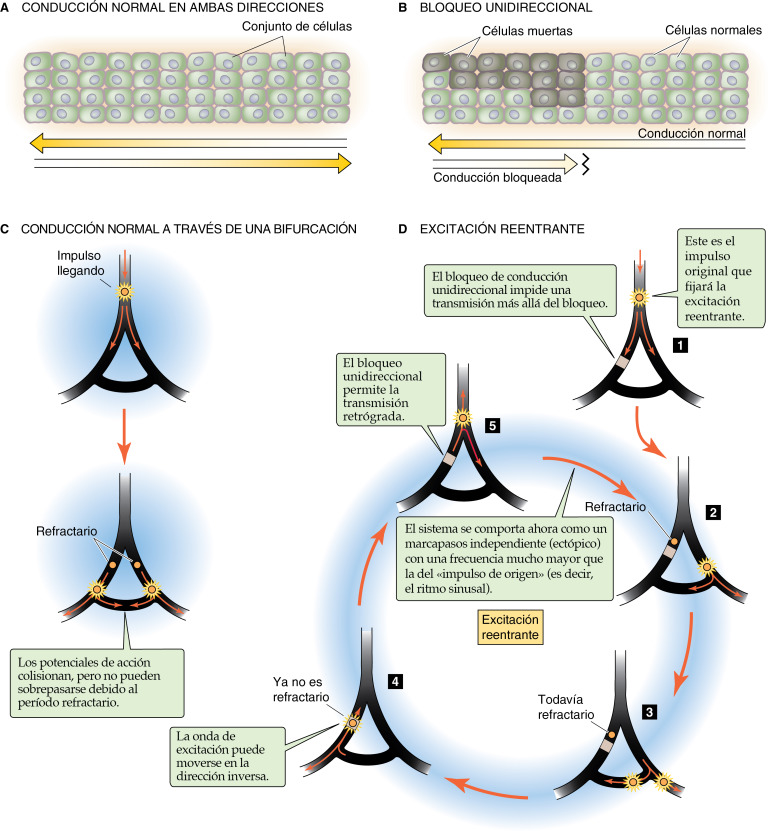 A CONDUCCIÓN NORMAL EN AMBAS DIRECCIONES
Conjunto de células
B BLOQUEO UNIDIRECCIONAL
Células muertas
Células normales
Conducción normal
Conducción bloqueada
C CONDUCCIÓN NORMAL A TRAVÉS DE UNA BIFURCACIÓN
Impulso
llegando
Refractario
Los potenciales de acción
colisionan, pero no pueden
sobrepasarse debido al
período refractario.
D EXCITACIÓN REENTRANTE
El bloqueo de conducción
unidireccional impide una
transmisión más allá del bloqueo.
Este es el
impulso
original que
fijará la
excitación
reentrante.
1
El bloqueo
unidireccional
permite la
transmisión
retrógrada.
5
Refractario
2
El sistema se comporta ahora como un
marcapasos independiente (ectópico)
con una frecuencia mucho mayor que
la del «impulso de origen» (es decir,
el ritmo sinusal).
Excitación
reentrante
Ya no es
refractario
4
La onda de
excitación puede
moverse en la
dirección inversa.
Todavía
refractario
3